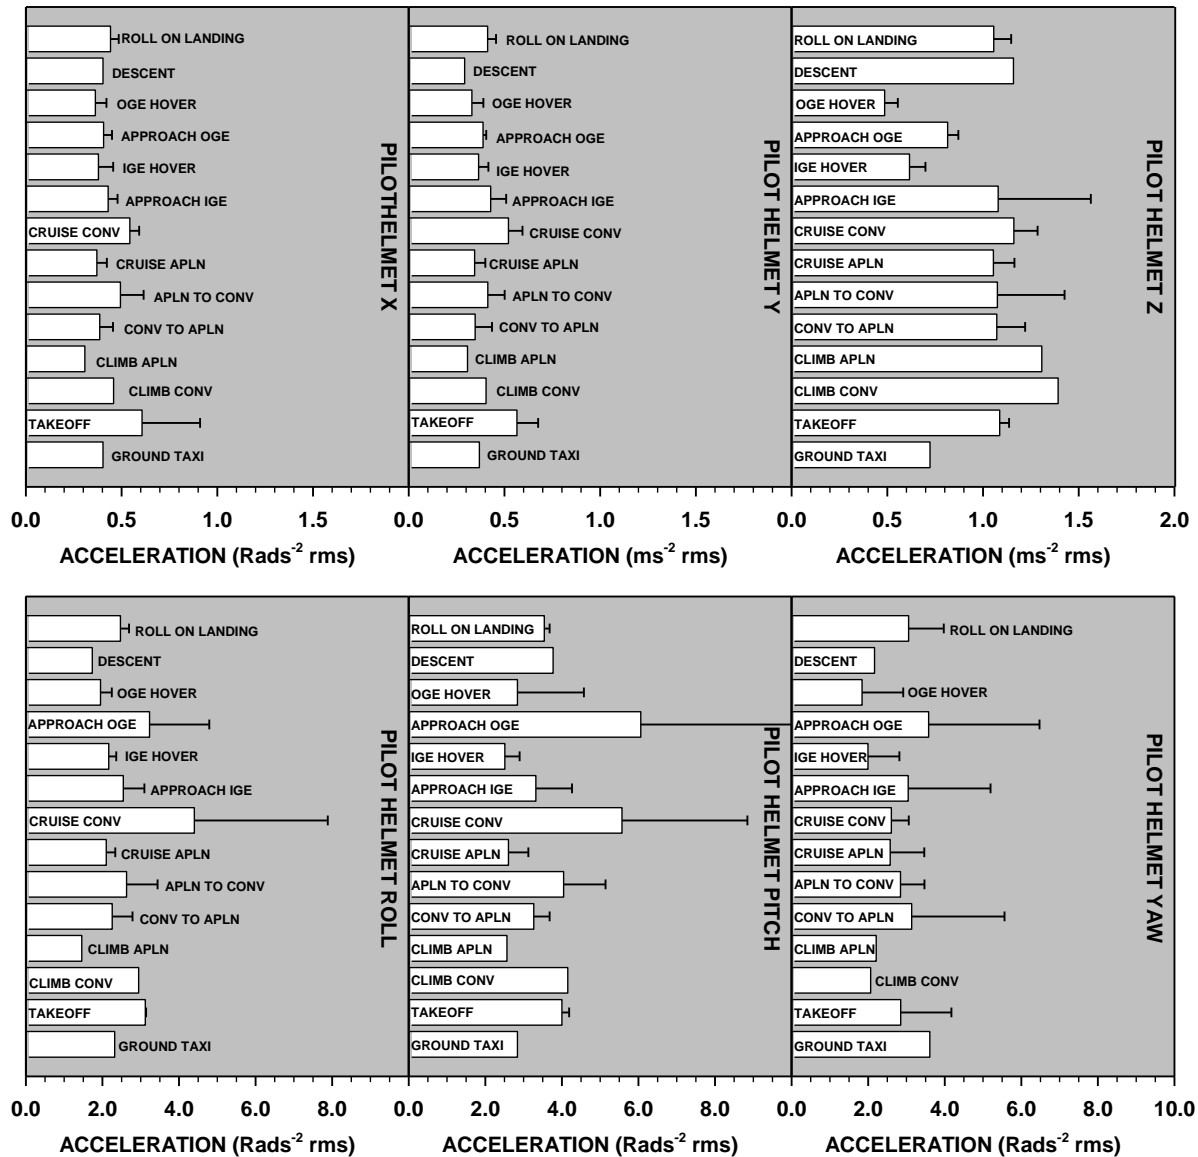 ROLL ON LANDING
DESCENT
OGE HOVER
APPROACH OGE
IGE HOVER
APPROACH IGE
CRUISE CONV
CRUISE APLN
APLN TO CONV
CONV TO APLN
CLIMB APLN
CLIMB CONV
TAKEOFF
GROUND TAXI
PILOTHELMET X
0.0 0.5 1.0 1.5
ACCELERATION (Rads-2 rms)
ROLL ON LANDING
DESCENT
OGE HOVER
APPROACH OGE
IGE HOVER
APPROACH IGE
CRUISE CONV
CRUISE APLN
APLN TO CONV
CONV TO APLN
CLIMB APLN
CLIMB CONV
TAKEOFF
GROUND TAXI
PILOT HELMET Y
0.0 0.5 1.0 1.5
ACCELERATION (ms-2 rms)
ROLL ON LANDING
DESCENT
OGE HOVER
APPROACH OGE
IGE HOVER
APPROACH IGE
CRUISE CONV
CRUISE APLN
APLN TO CONV
CONV TO APLN
CLIMB APLN
CLIMB CONV
TAKEOFF
GROUND TAXI
PILOT HELMET Z
0.0 0.5 1.0 1.5 2.0
ACCELERATION (ms-2 rms)
ROLL ON LANDING
DESCENT
OGE HOVER
APPROACH OGE
IGE HOVER
APPROACH IGE
CRUISE CONV
CRUISE APLN
APLN TO CONV
CONV TO APLN
CLIMB APLN
CLIMB CONV
TAKEOFF
GROUND TAXI
PILOT HELMET ROLL
0.0 2.0 4.0 6.0 8.0
ACCELERATION (Rads-2 rms)
ROLL ON LANDING
DESCENT
OGE HOVER
APPROACH OGE
IGE HOVER
APPROACH IGE
CRUISE CONV
CRUISE APLN
APLN TO CONV
CONV TO APLN
CLIMB APLN
CLIMB CONV
TAKEOFF
GROUND TAXI
PILOT HELMET PITCH
0.0 2.0 4.0 6.0 8.0
ACCELERATION (Rads-2 rms)
ROLL ON LANDING
DESCENT
OGE HOVER
APPROACH OGE
IGE HOVER
APPROACH IGE
CRUISE CONV
CRUISE APLN
APLN TO CONV
CONV TO APLN
CLIMB APLN
CLIMB CONV
TAKEOFF
GROUND TAXI
PILOT HELMET YAW
0.0 2.0 4.0 6.0 8.0 10.0
ACCELERATION (Rads-2 rms)